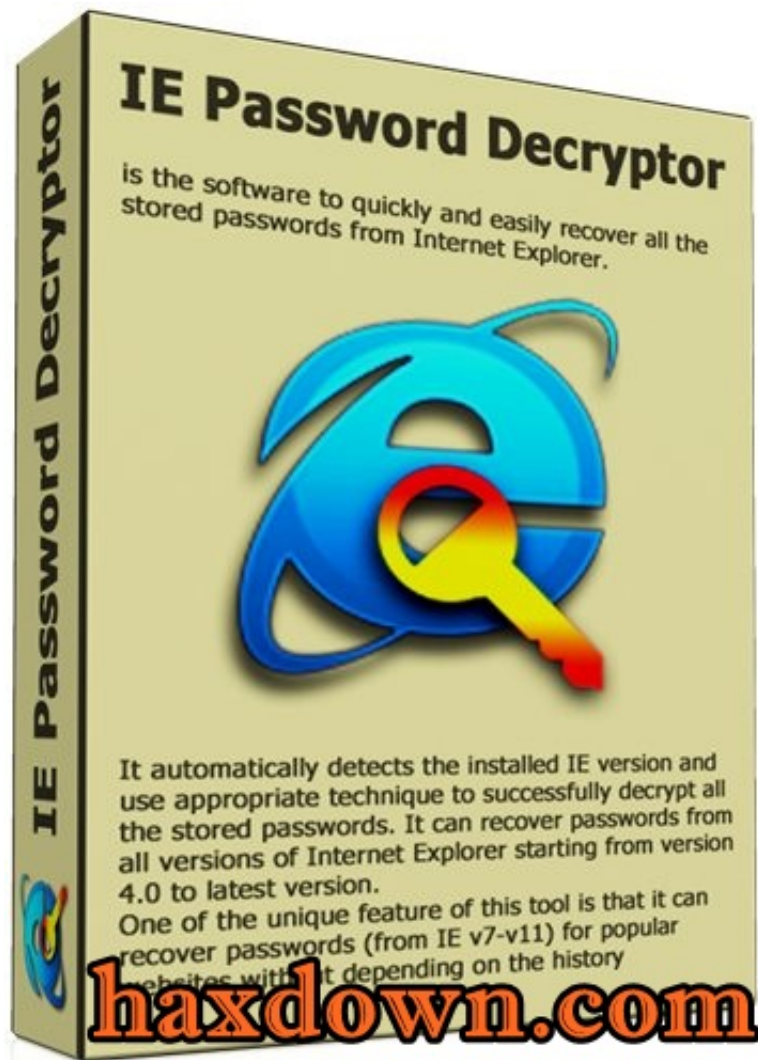 IE Password Decryptor
IE Password Decryptor
is the software to quickly and easily recover all the
stored passwords from Internet Explorer.
It automatically detects the installed IE version and
use appropriate technique to successfully decrypt all
the stored passwords. It can recover passwords from
all versions of Internet Explorer starting from version
4.0 to latest version.
One of the unique feature of this tool is that it can
recover passwords (from IE v7-v11) for popular
websites without depending on the history
haxdown.com